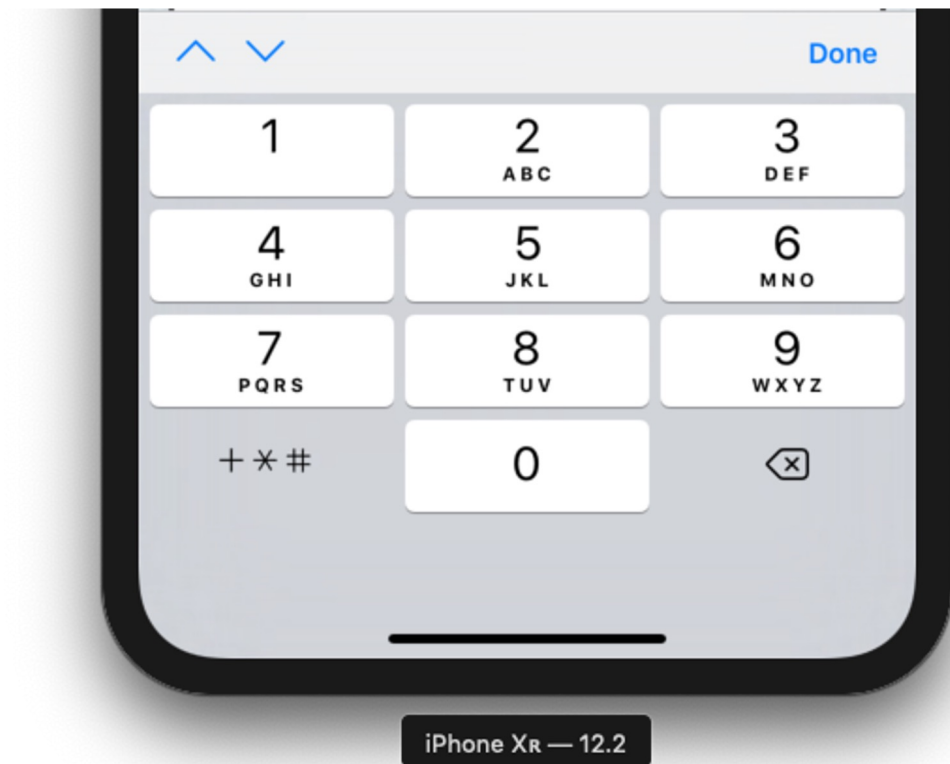 Done
1 2 3
ABC DEF
4 5 6
GHI JKL MNO
7 8 9
PQRS TUV WXYZ
+*# 0
iPhone Xʀ — 12.2